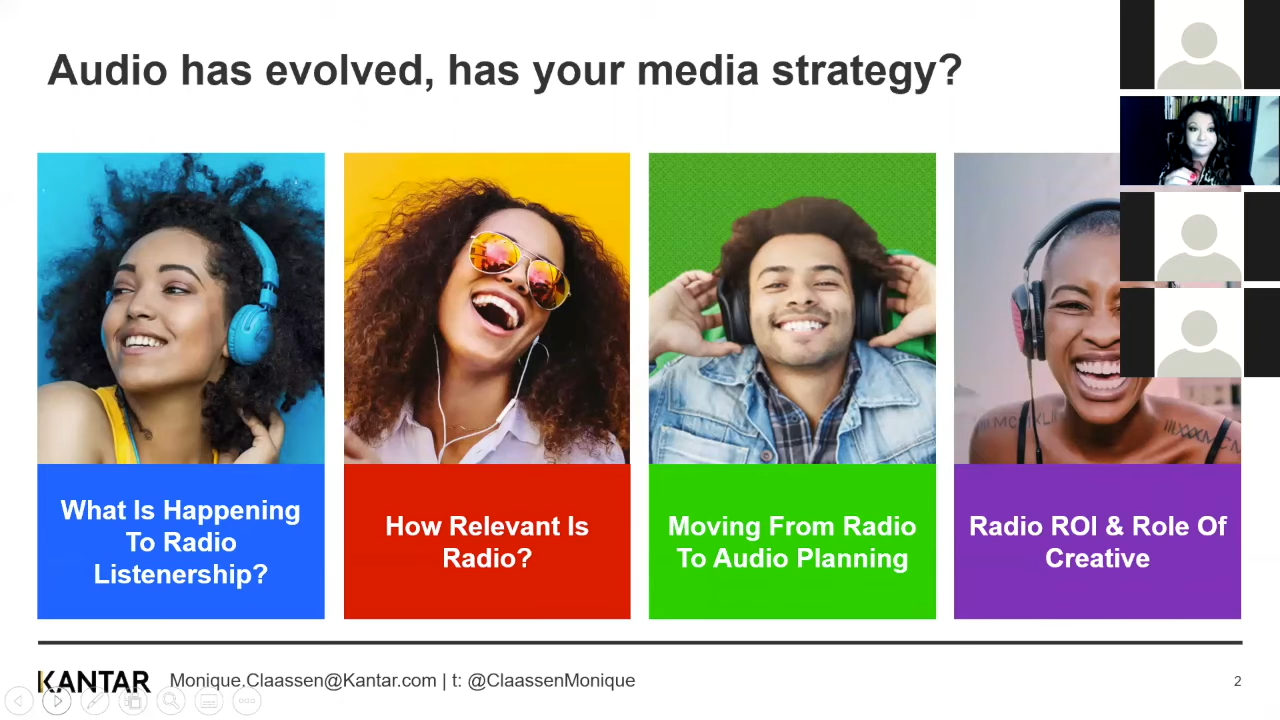 Audio has evolved, has your media strategy?
What Is Happening
To Radio
Listenership?
How Relevant Is
Radio?
Moving From Radio
To Audio Planning
Radio ROI & Role Of
Creative
KANTAR Monique.Claassen@Kantar.com | t: @ClaassenMonique 2